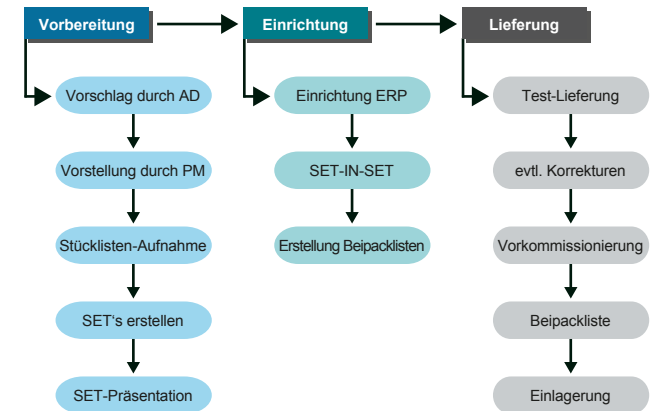 Vorbereitung
Einrichtung
Lieferung
Vorschlag durch AD
Vorstellung durch PM
Stücklisten-Aufnahme
SET's erstellen
SET-Präsentation
Einrichtung ERP
SET-IN-SET
Erstellung Beipacklisten
Test-Lieferung
evtl. Korrekturen
Vorkommissionierung
Beipackliste
Einlagerung